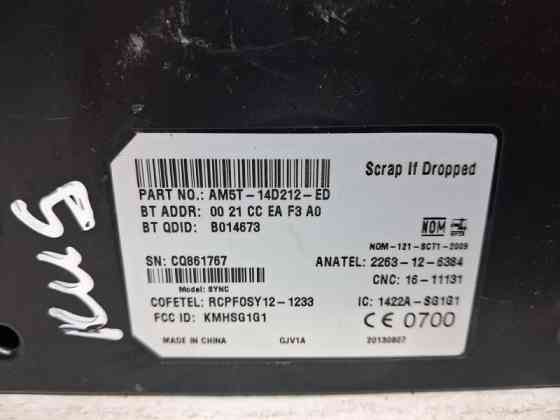 Scrap If Dropped
PART NO.: AM5T-14D212-ED
BT ADDR: 00 21 CC EA F3 A0
BT QDID: B014673
NOM
NOM-121-SCT1-2009
SN: CQ861767
ANATEL: 2263-12-6384
Model: SYNC
CNC: 16-11131
COFETEL: RCPFOSY12-1233
IC: 1422A-SG1G1
FCC ID: KMHSG1G1
CE 0700
MADE IN CHINA
GJV1A
20130807